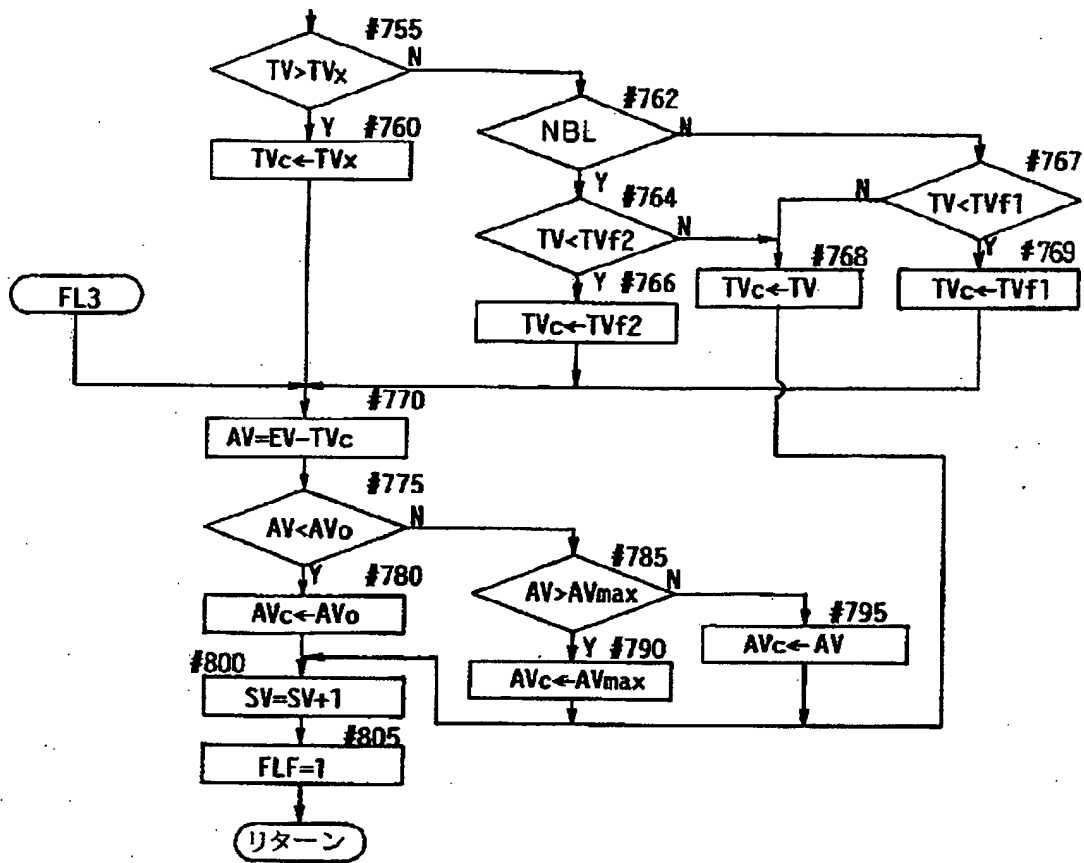 #755
TV>TVx
N
Y
#760
TVc←TVx
#762
NBL
N
Y
#764
TV<TVf2
N
Y
#766
TVc←TVf2
#767
N
TV<TVf1
Y
#768
TVc←TV
#769
TVc←TVf1
FL3
#770
AV=EV-TVc
#775
AV<AVo
N
Y
#780
AVc←AVo
#785
AV>AVmax
N
Y
#790
AVc←AVmax
#795
AVc←AV
#800
SV=SV+1
#805
FLF=1
リターン